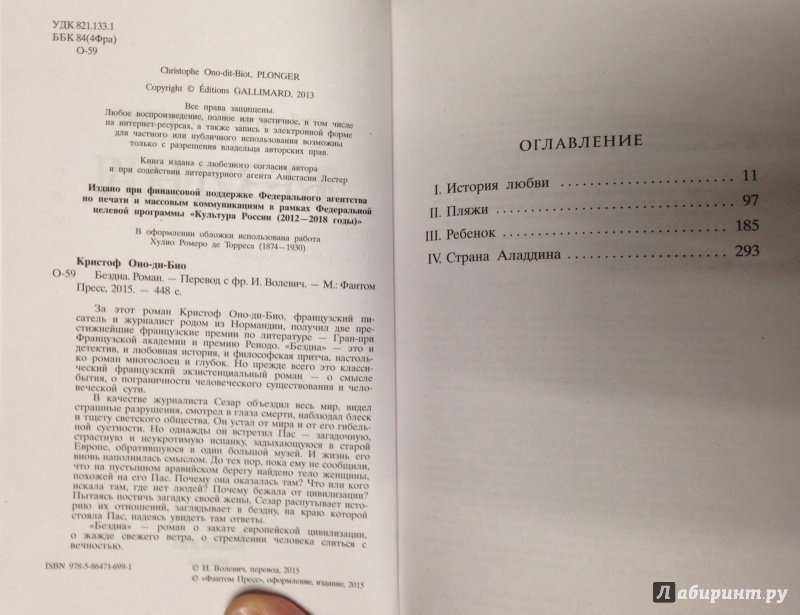 УДК 821.133.1
ББК 84(4Фра)
О-59
Christophe Ono-dit-Biot, PLONGER
Copyright © Éditions GALLIMARD, 2013
Все права защищены.
Любое воспроизведение, полное или частичное, в том числе
на интернет-ресурсах, а также запись в электронной форме
для частного или публичного использования возможны
только с разрешения владельца авторских прав.
Книга издана с любезного согласия автора
и при содействии литературного агента Анастасии Лестер
Издано при финансовой поддержке Федерального агентства
по печати и массовым коммуникациям в рамках Федеральной
целевой программы «Культура России (2012—2018 годы)»
В оформлении обложки использована работа
Хулио Ромеро де Торреса (1874—1930)
Кристоф Оно-ди-Био
О-59 Бездна. Роман. — Перевод с фр. И. Волевич. — М.: Фантом
Пресс, 2015. — 448 с.
За этот роман Кристоф Оно-ди-Био, французский пи-
сатель и журналист родом из Нормандии, получил две пре-
стижнейшие французские премии по литературе — Гран-при
Французской академии и премию Ренодо. «Бездна» — это и
детектив, и любовная история, и философская притча, настоль-
ко роман многослоен и глубок. Но прежде всего это класси-
ческий французский экзистенциальный роман — о смысле
бытия, о пограничности человеческого существования и чело-
веческой сути.
В качестве журналиста Сезар объездил весь мир, видел
страшные разрушения, смотрел в глаза смерти, наблюдал блеск
и тщету светского общества. Он устал от мира и от его гибель-
ной суетности. Но однажды он встретил Пас — загадочную,
страстную и неукротимую испанку, задыхающуюся в старой
Европе, обратившуюся в один большой музей. И жизнь его
вновь наполнилась смыслом. До тех пор, пока ему не сообщили,
что на пустынном аравийском берегу найдено тело женщины,
похожей на его Пас. Почему она оказалась там? Что или кого
искала там, где нет людей? Почему бежала от цивилизации?
Пытаясь постичь загадку своей жены, Сезар распутывает исто-
рию их отношений, заглядывает в бездну, на краю которой
стояла Пас, надеясь увидеть там ответы.
«Бездна» — роман о закате европейской цивилизации,
о жажде свежего ветра, о стремлении человека слиться с
вечностью.
ISBN 978-5-86471-699-1
© И. Волевич, перевод, 2015
© «Фантом Пресс», оформление, издание, 2015
ОГЛАВЛЕНИЕ
I. История любви .......................... 11
II. Пляжи .......................... 97
III. Ребенок .......................... 185
IV. Страна Аладдина .......................... 293
Лабиринт.ру